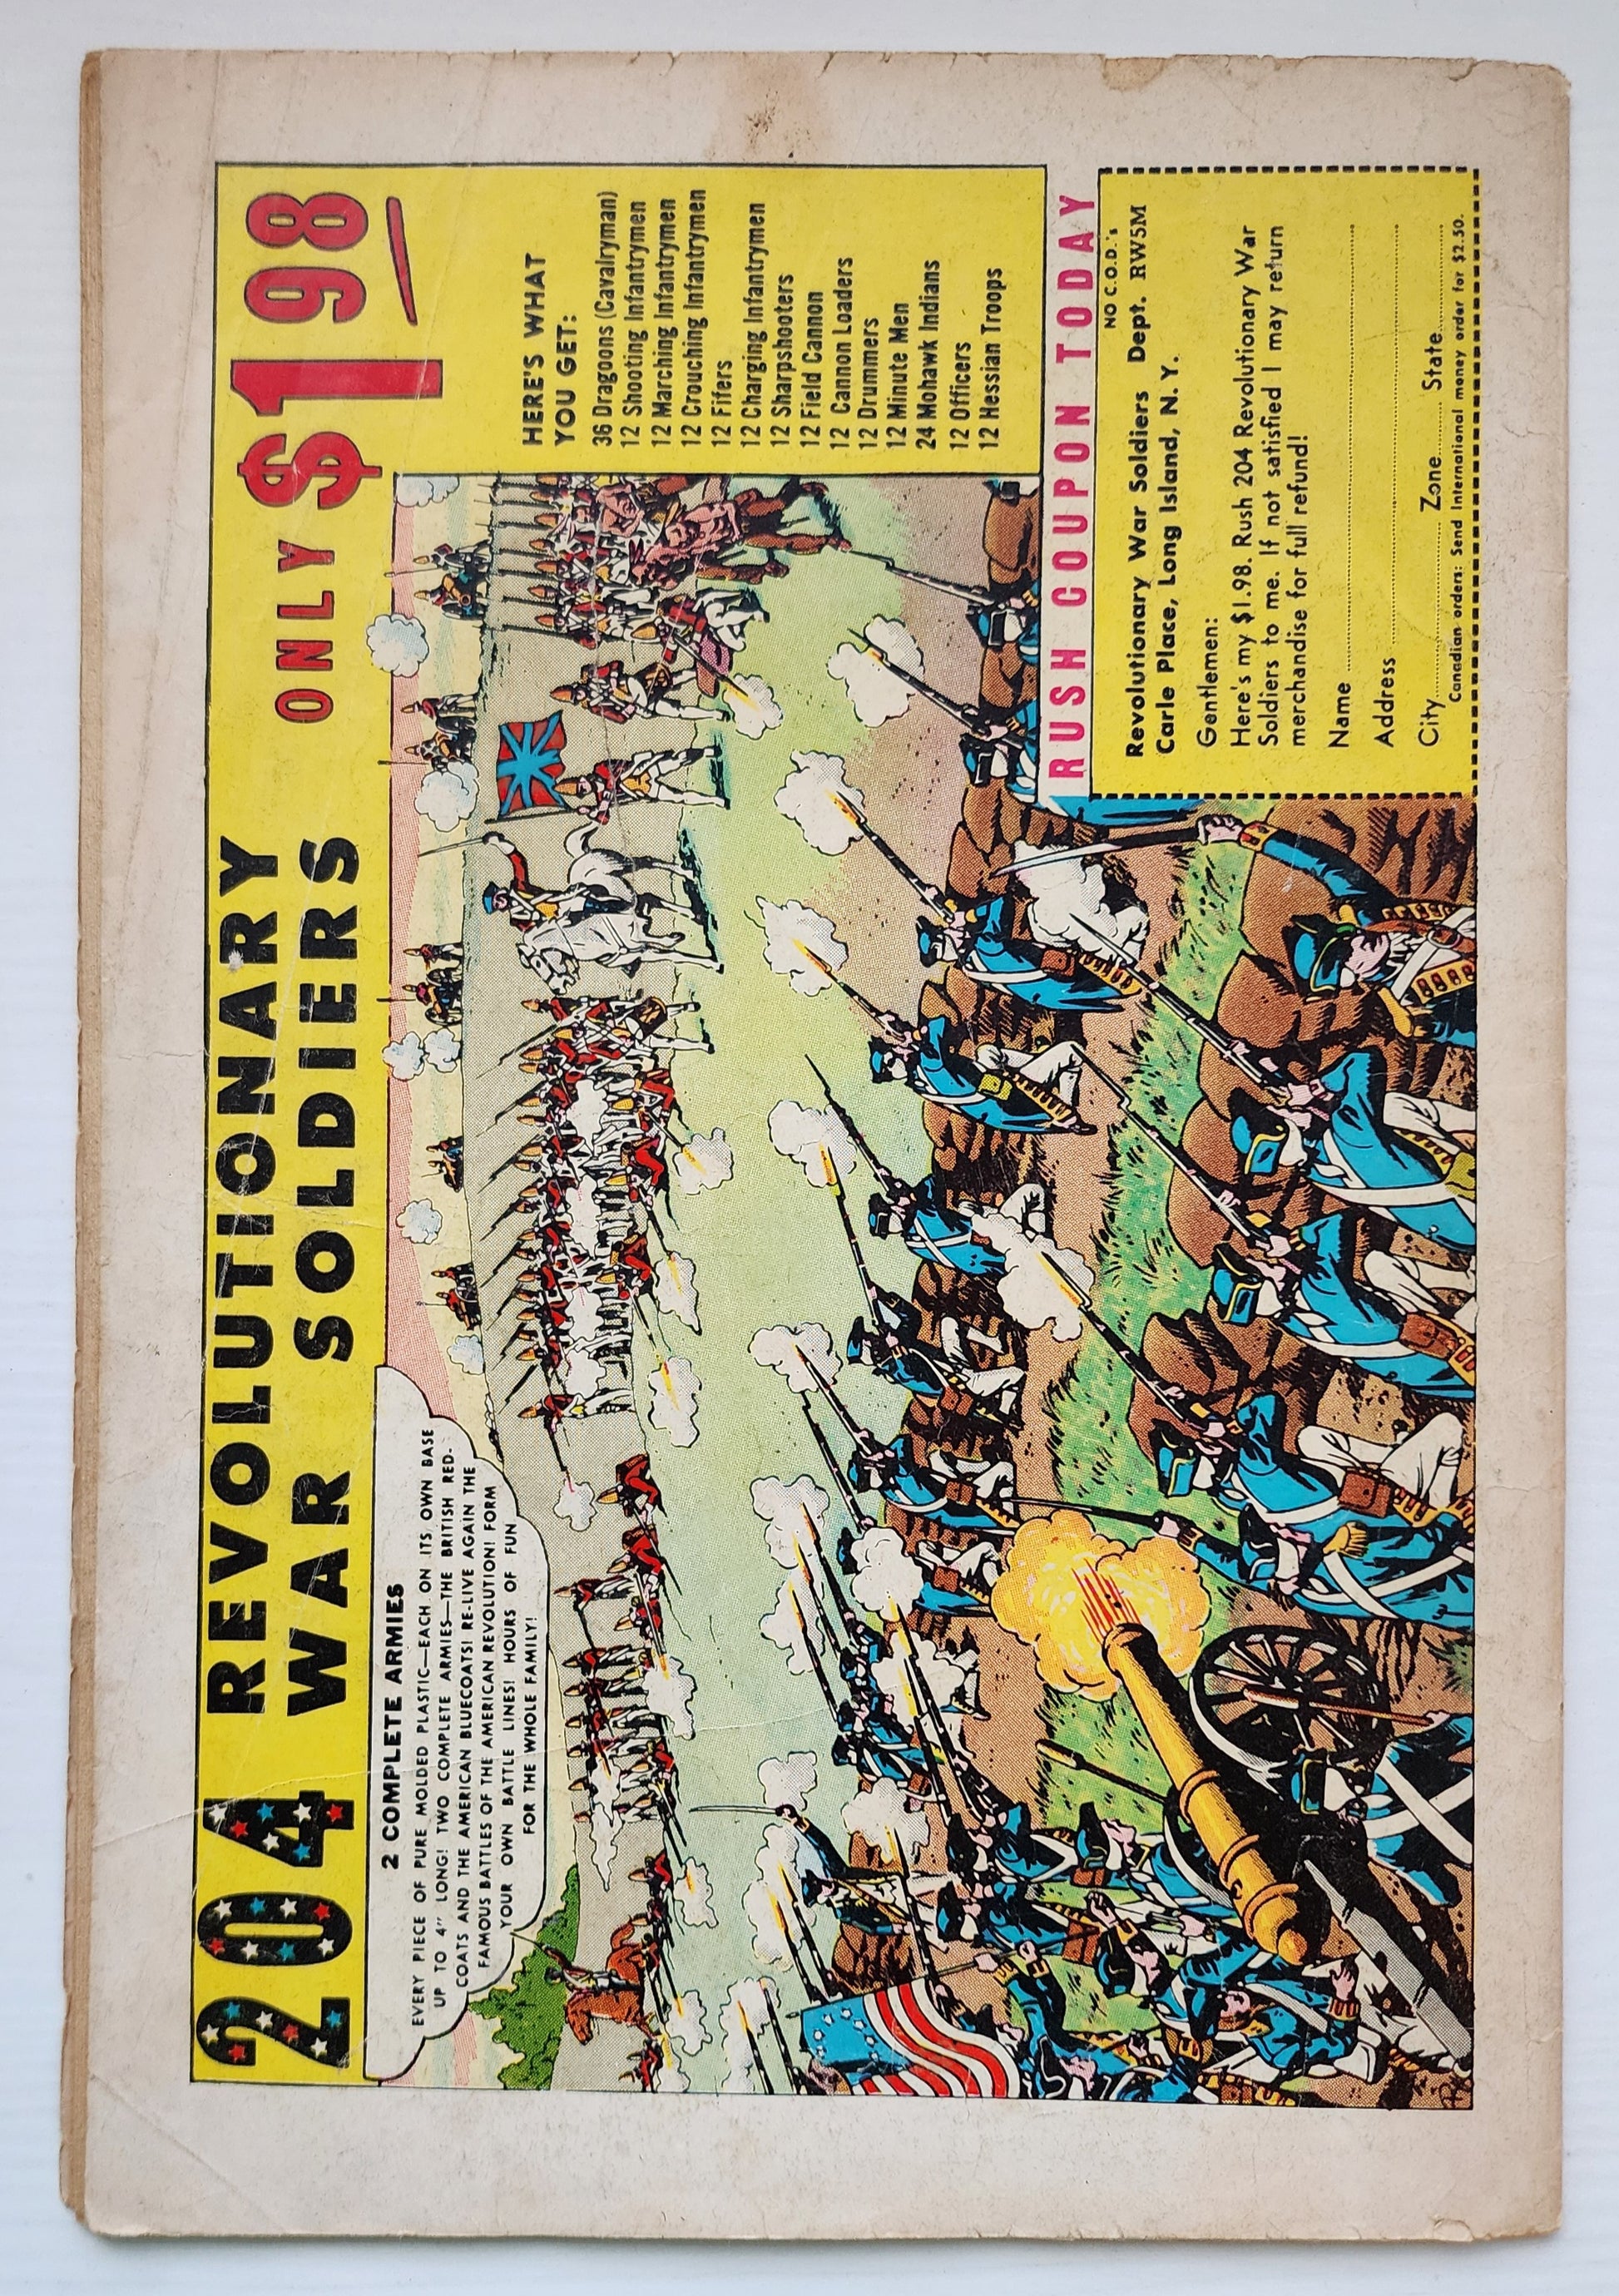 204 REVOLUTIONARY
WAR SOLDIERS ONLY $1 98
2 COMPLETE ARMIES
EVERY PIECE OF PURE MOLDED PLASTIC—EACH ON ITS OWN BASE
UP TO 4" LONG! TWO COMPLETE ARMIES—THE BRITISH RED-
COATS AND THE AMERICAN BLUECOATS! RE-LIVE AGAIN THE
FAMOUS BATTLES OF THE AMERICAN REVOLUTION! FORM
YOUR OWN BATTLE LINES! HOURS OF FUN
FOR THE WHOLE FAMILY!
HERE'S WHAT
YOU GET:
36 Dragoons (Cavalryman)
12 Shooting Infantrymen
12 Marching Infantrymen
12 Crouching Infantrymen
12 Fifers
12 Charging Infantrymen
12 Sharpshooters
12 Field Cannon
12 Cannon Loaders
12 Drummers
12 Minute Men
24 Mohawk Indians
12 Officers
12 Hessian Troops
RUSH COUPON TODAY
NO C.O.D.'s
Revolutionary War Soldiers Dept. RW5M
Carle Place, Long Island, N. Y.
Gentlemen:
Here's my $1.98. Rush 204 Revolutionary War
Soldiers to me. If not satisfied I may return
merchandise for full refund!
Name
Address
City Zone State
Canadian orders: Send International money order for $2.50.